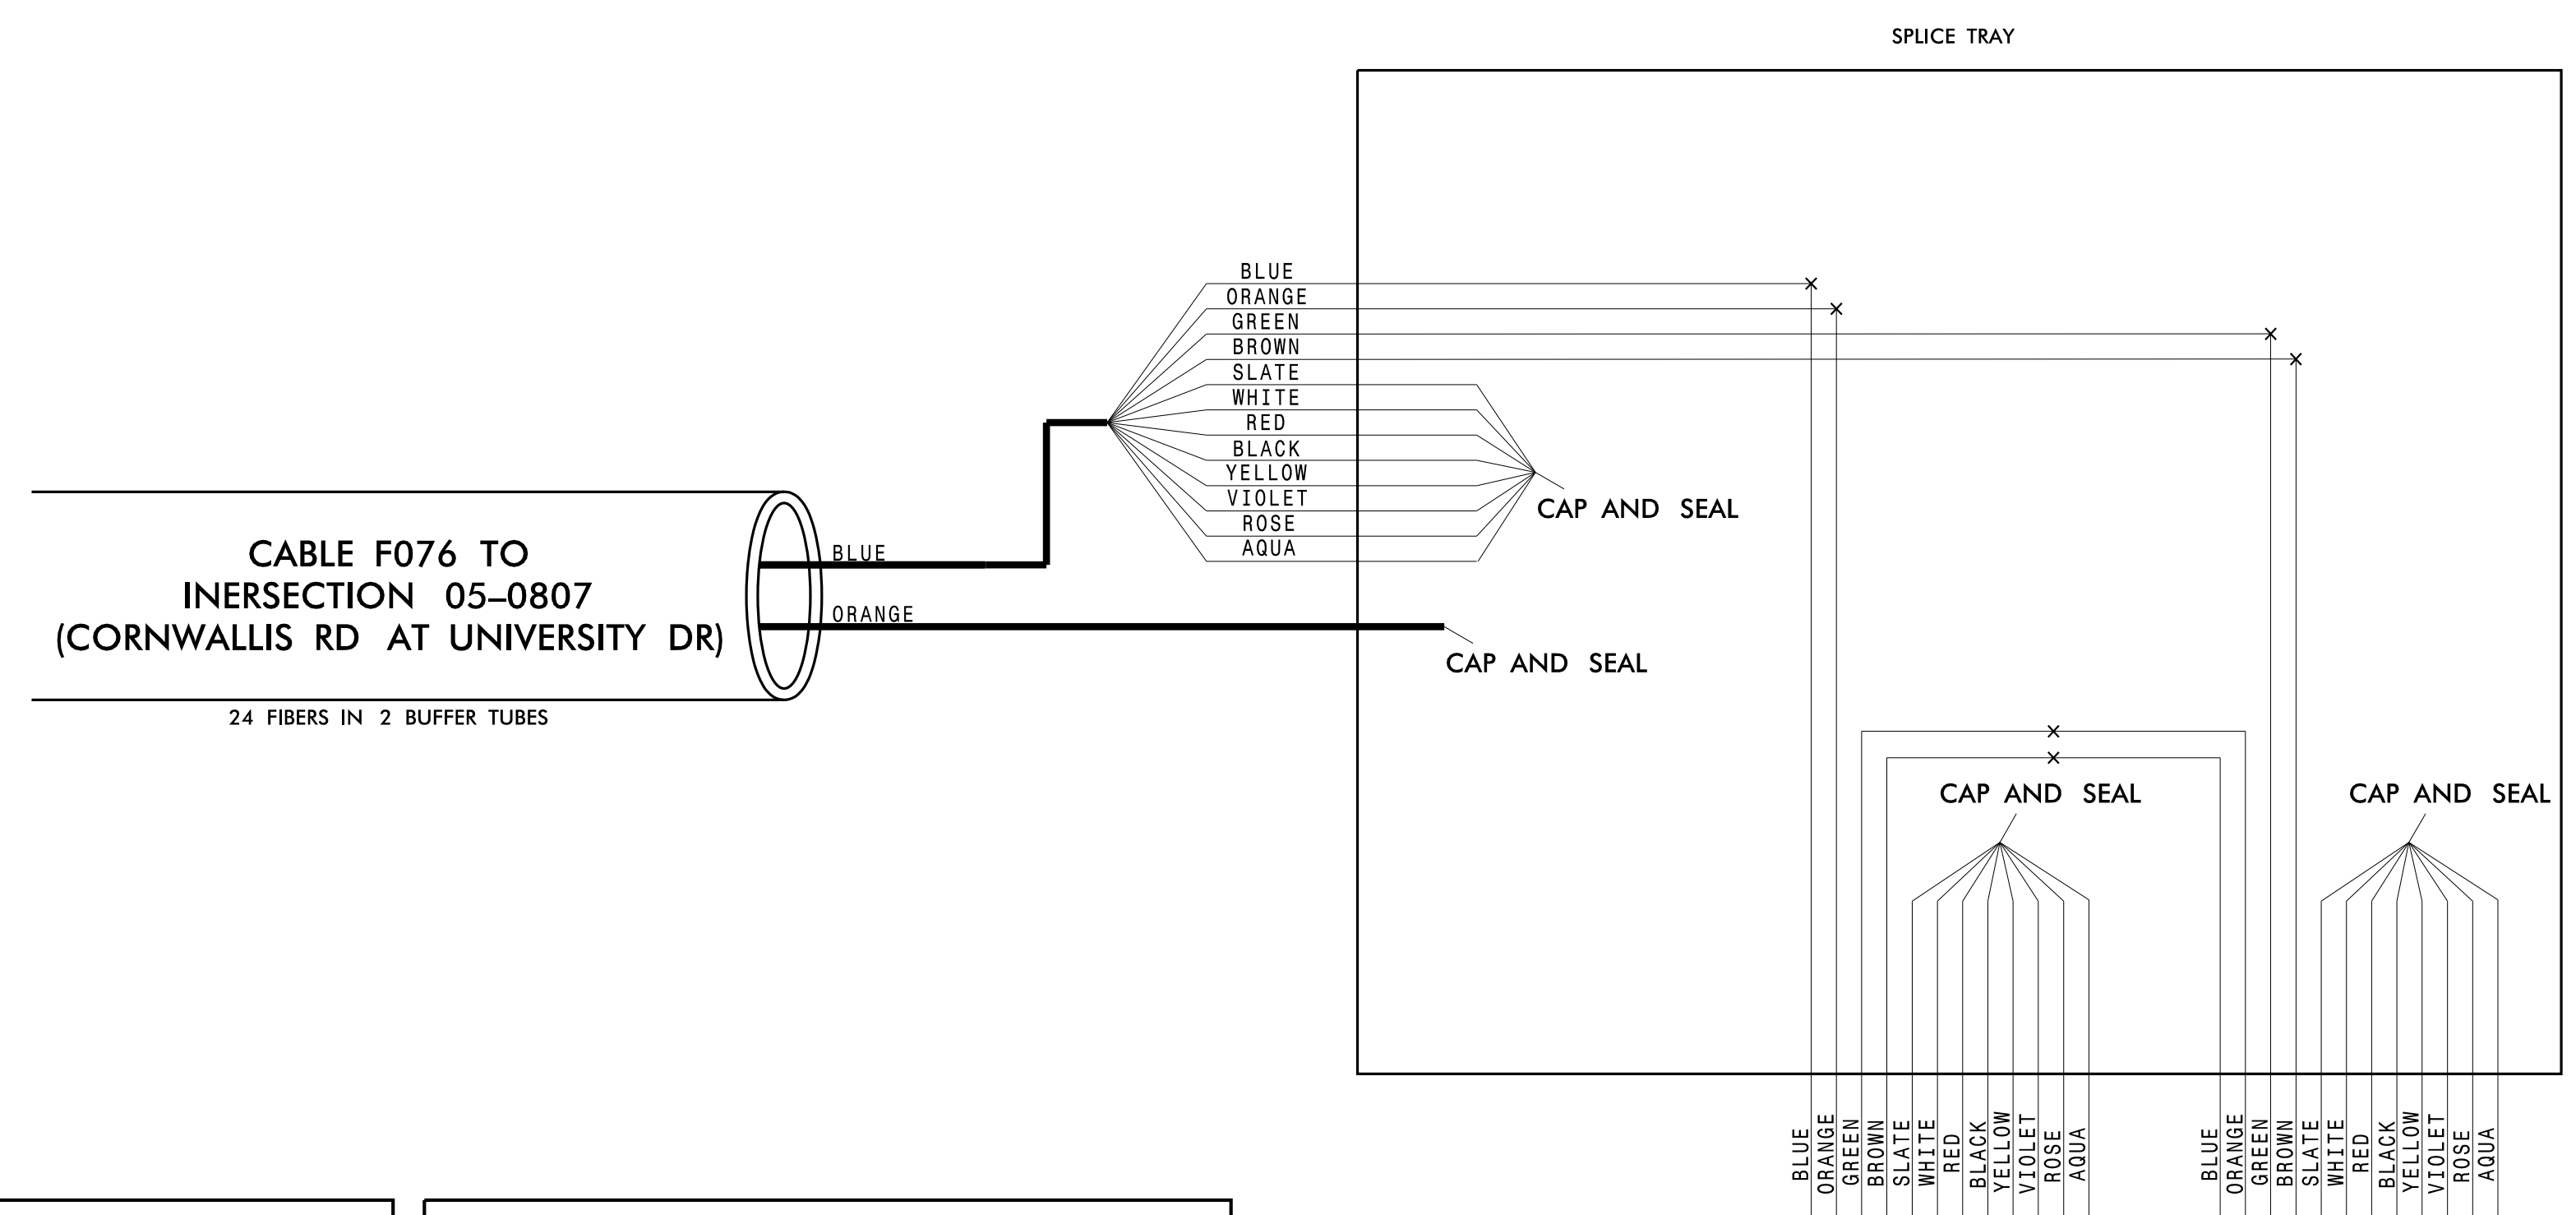 SPLICE TRAY
BLUE
ORANGE
GREEN
BROWN
SLATE
WHITE
RED
BLACK
YELLOW
VIOLET
ROSE
AQUA
CAP AND SEAL
CABLE F076 TO
INERSECTION 05–0807
(CORNWALLIS RD AT UNIVERSITY DR)
24 FIBERS IN 2 BUFFER TUBES
BLUE
ORANGE
CAP AND SEAL
CAP AND SEAL
CAP AND SEAL
BLUE
ORANGE
GREEN
BROWN
SLATE
WHITE
RED
BLACK
YELLOW
VIOLET
ROSE
AQUA
BLUE
ORANGE
GREEN
BROWN
SLATE
WHITE
RED
BLACK
YELLOW
VIOLET
ROSE
AQUA